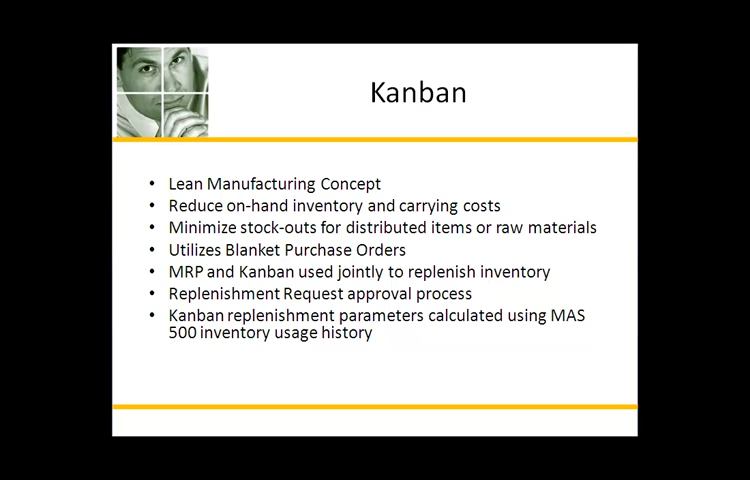 Kanban
• Lean Manufacturing Concept
• Reduce on-hand inventory and carrying costs
• Minimize stock-outs for distributed items or raw materials
• Utilizes Blanket Purchase Orders
• MRP and Kanban used jointly to replenish inventory
• Replenishment Request approval process
• Kanban replenishment parameters calculated using MAS
500 inventory usage history